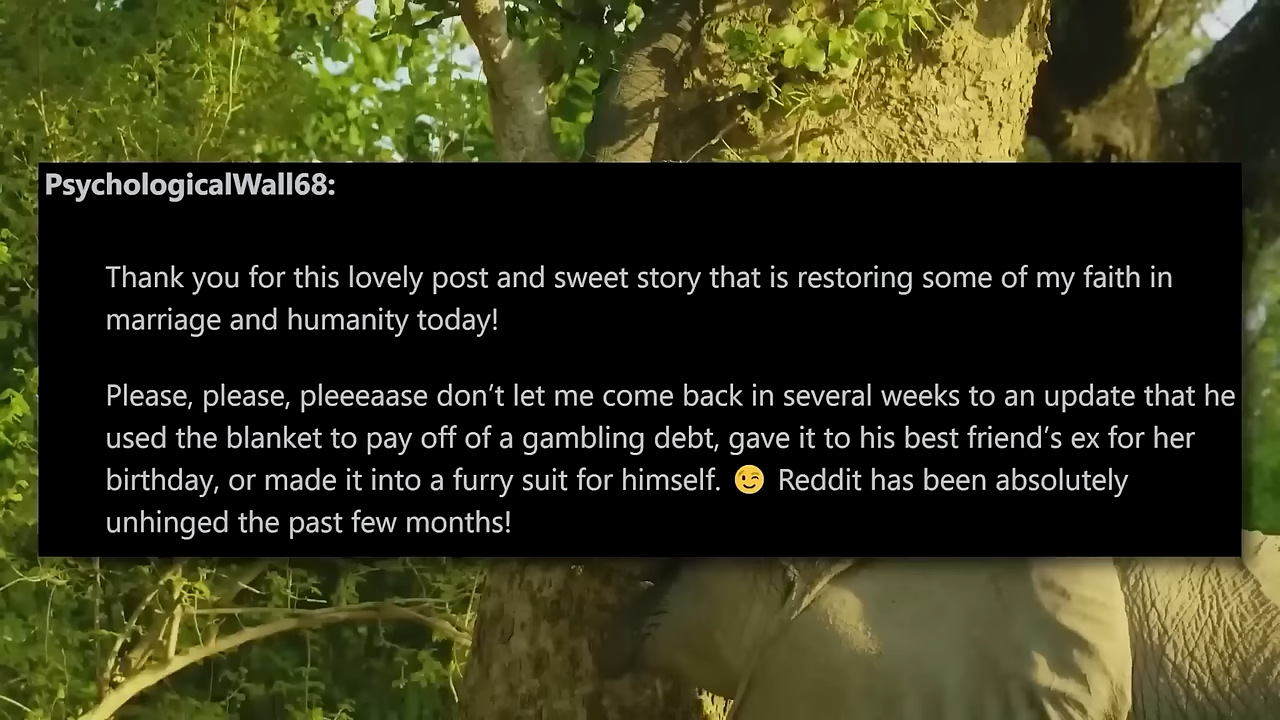 PsychologicalWall68:
Thank you for this lovely post and sweet story that is restoring some of my faith in
marriage and humanity today!
Please, please, pleeeaaase don’t let me come back in several weeks to an update that he
used the blanket to pay off of a gambling debt, gave it to his best friend’s ex for her
birthday, or made it into a furry suit for himself. 😉 Reddit has been absolutely
unhinged the past few months!